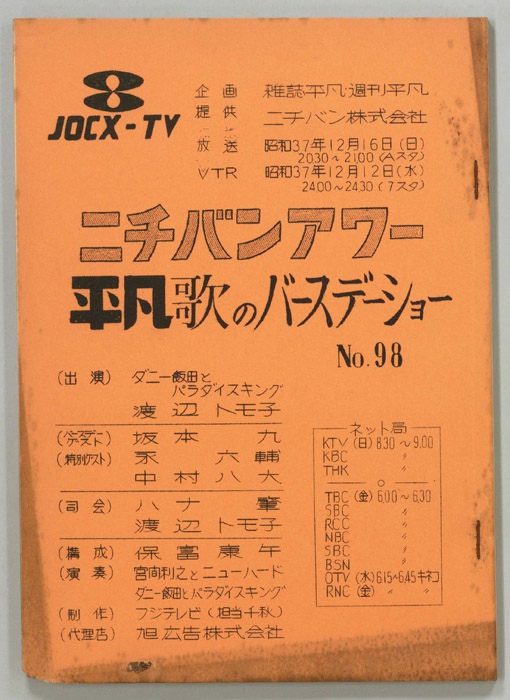 JOCX-TV
企画 雑誌平凡・週刊平凡
提供 ニチバン株式会社
放送 昭和37年12月16日(日)
2030～2100(Aスタ)
VTR 昭和37年12月12日(水)
2400～2430(7スタ)
ニチバンアワー
平凡歌のバースデーショー
No.98
(出演) ダニー飯田と
パラダイスキング
渡辺トモ子
坂本 九
(特別ゲスト) 永 六輔
中村八大
(司会) ハナ 肇
渡辺トモ子
(構成) 保富康午
(演奏) 宮間利之とニューハード
ダニー飯田とパラダイスキング
(制作) フジテレビ(担当千秋)
(代理店) 旭広告株式会社
ネット局
KTV (日) 8.30～9.00
KBC 〃
THK 〃
TBC (金) 6.00～6.30
SBC 〃
RCC 〃
NBC 〃
SBC 〃
BSN 〃
OTV (水) 6.15～6.45 キネコ
RNC (金) 〃 〃